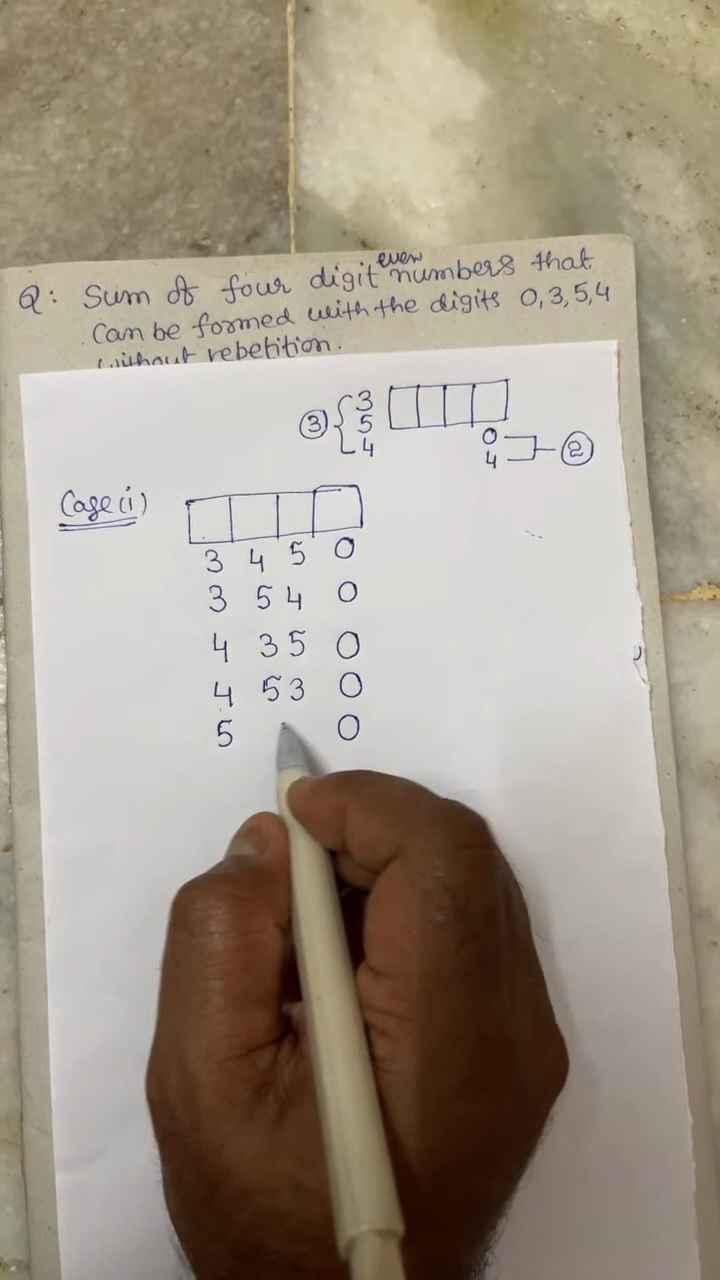 Q: Sum of four digit even numbers that
can be formed with the digits 0,3,5,4
without rebetition.
③ { 3
5
4
0
4 ②
Case (i)
3 4 5 0
3 5 4 0
4 3 5 0
4 5 3 0
5 0